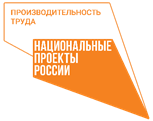 ПРОИЗВОДИТЕЛЬНОСТЬ
ТРУДА
НАЦИОНАЛЬНЫЕ
ПРОЕКТЫ
РОССИИ